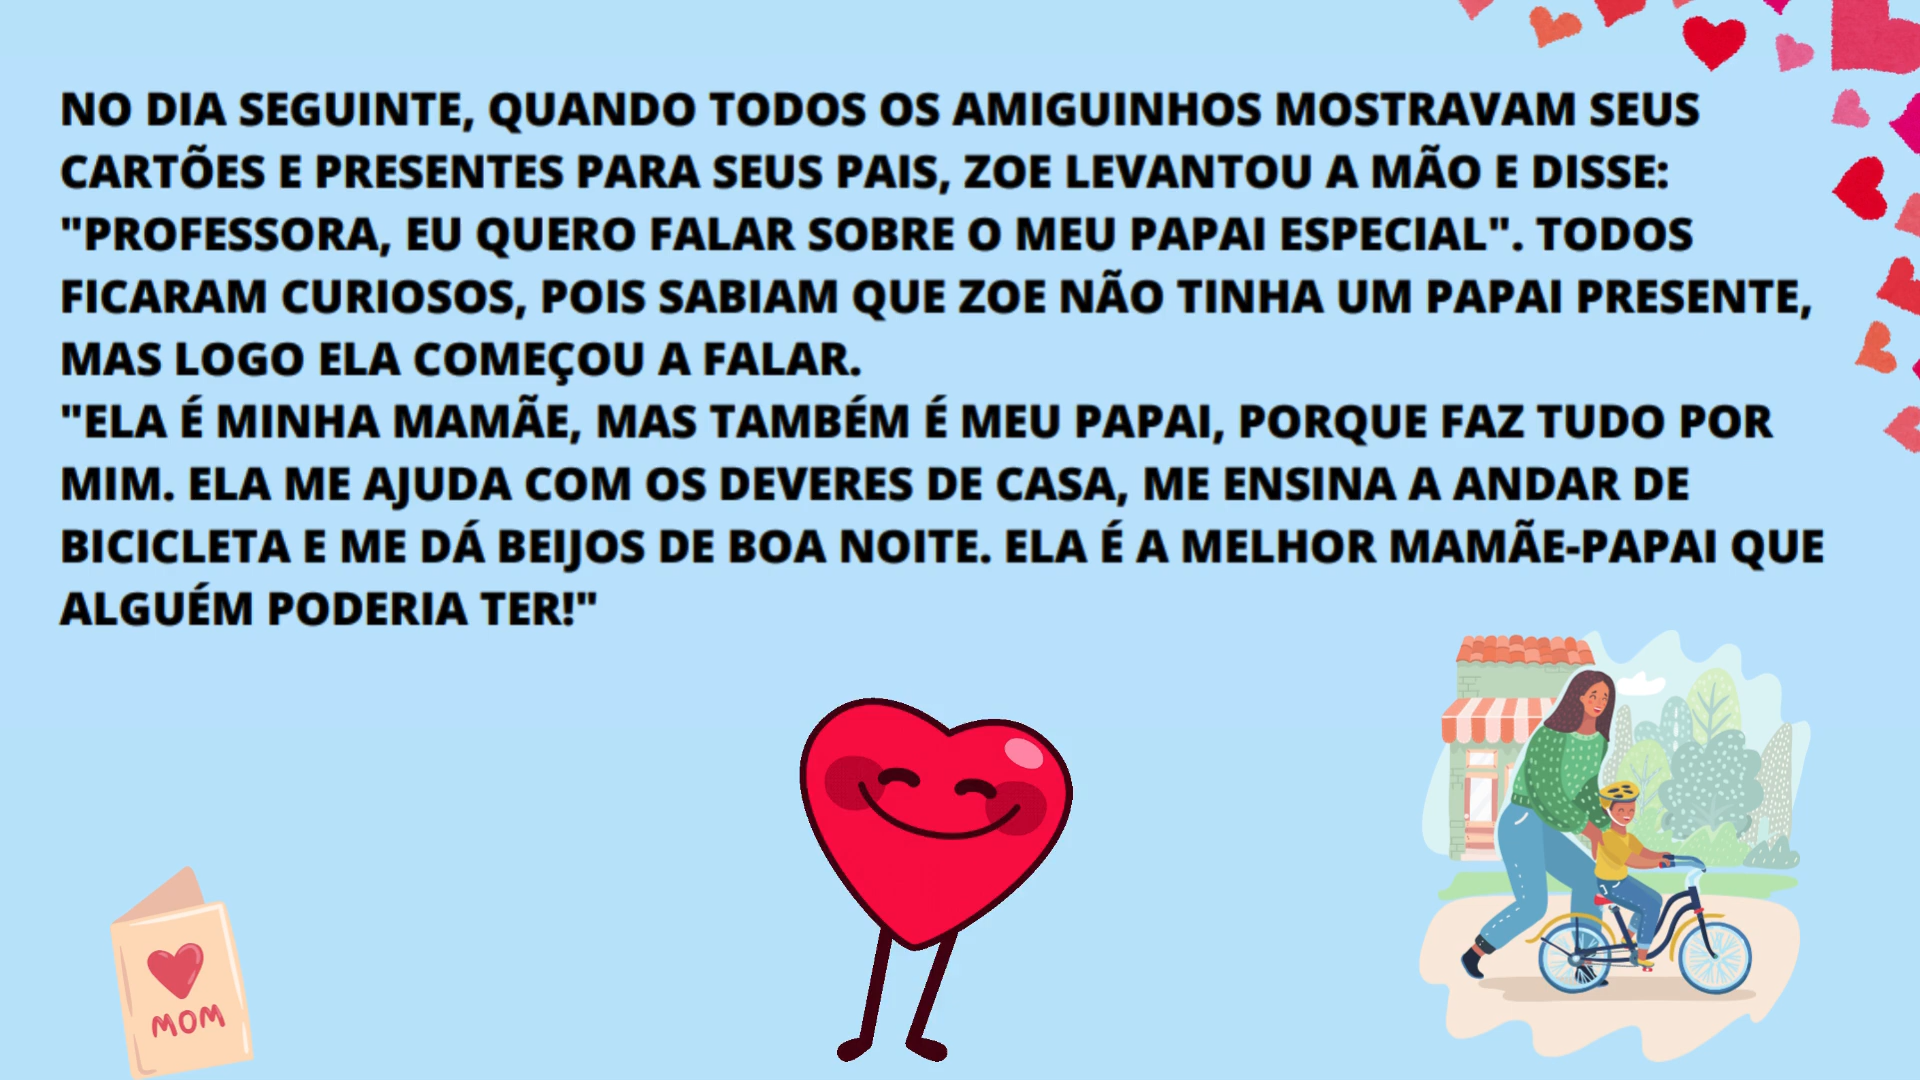 NO DIA SEGUINTE, QUANDO TODOS OS AMIGUINHOS MOSTRAVAM SEUS
CARTÕES E PRESENTES PARA SEUS PAIS, ZOE LEVANTOU A MÃO E DISSE:
"PROFESSORA, EU QUERO FALAR SOBRE O MEU PAPAI ESPECIAL". TODOS
FICARAM CURIOSOS, POIS SABIAM QUE ZOE NÃO TINHA UM PAPAI PRESENTE,
MAS LOGO ELA COMEÇOU A FALAR.
"ELA É MINHA MAMÃE, MAS TAMBÉM É MEU PAPAI, PORQUE FAZ TUDO POR
MIM. ELA ME AJUDA COM OS DEVERES DE CASA, ME ENSINA A ANDAR DE
BICICLETA E ME DÁ BEIJOS DE BOA NOITE. ELA É A MELHOR MAMÃE-PAPAI QUE
ALGUÉM PODERIA TER!"
MOM